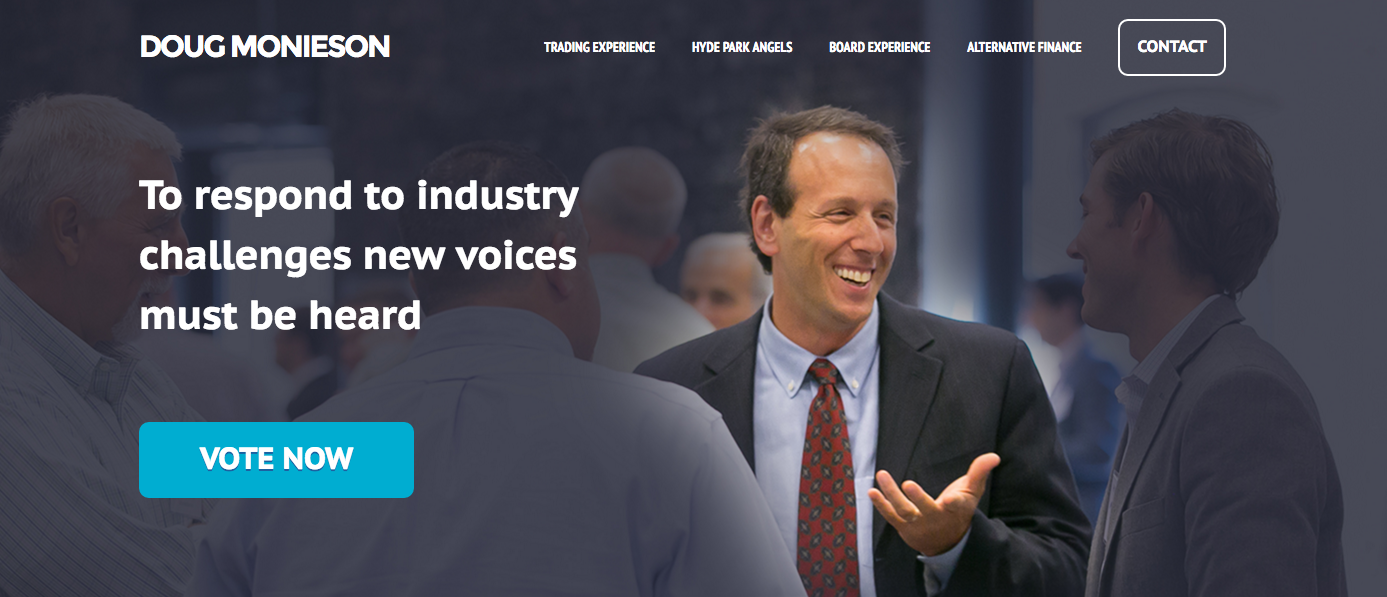 DOUG MONIESON
TRADING EXPERIENCE
HYDE PARK ANGELS
BOARD EXPERIENCE
ALTERNATIVE FINANCE
CONTACT
To respond to industry
challenges new voices
must be heard
VOTE NOW